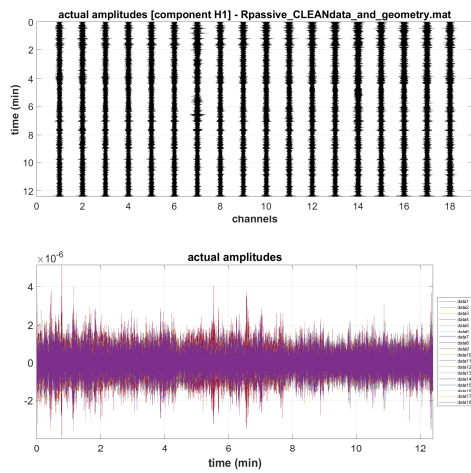 actual amplitudes [component H1] - Rpassive_CLEANdata_and_geometry.mat
0
2
4
6
8
10
12
time (min)
0 2 4 6 8 10 12 14 16 18
channels
actual amplitudes
×10⁻⁶
4
2
0
-2
0 2 4 6 8 10 12
time (min)
data1
data2
data3
data4
data5
data6
data7
data8
data9
data10
data11
data12
data13
data14
data15
data16
data17
data18